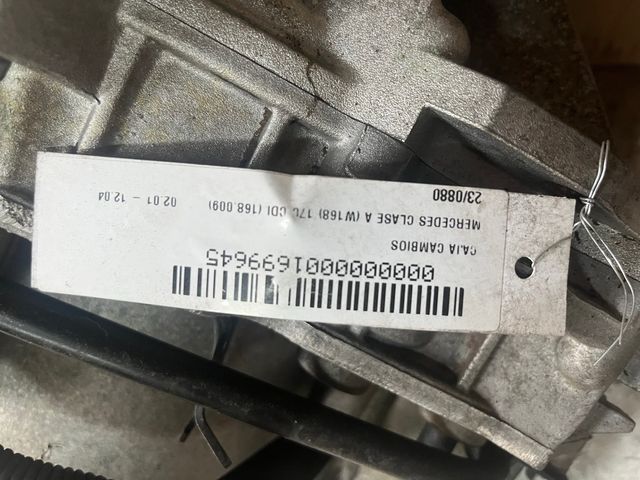 0000000001699645
CAJA CAMBIOS
MERCEDES CLASE A (W168) 170 CDI (168.009) 02.01 - 12.04
23/0880